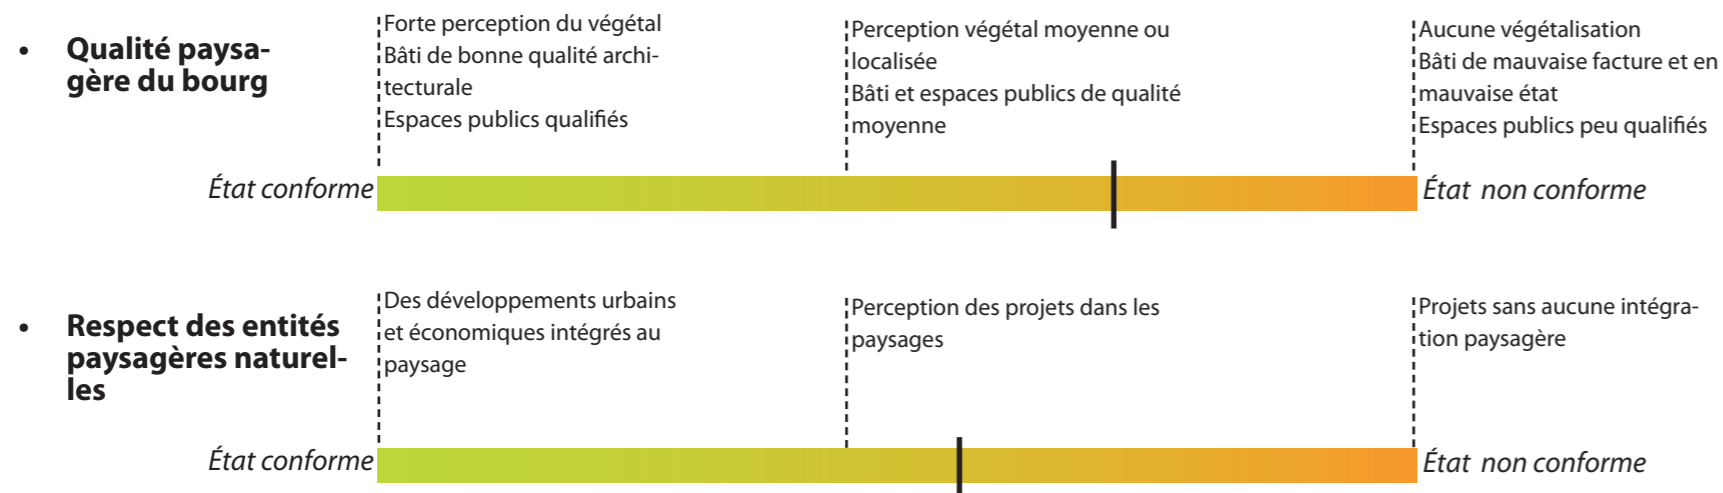 • Qualité paysa-
gère du bourg
Forte perception du végétal
Bâti de bonne qualité archi-
tecturale
Espaces publics qualifiés
Perception végétal moyenne ou
localisée
Bâti et espaces publics de qualité
moyenne
Aucune végétalisation
Bâti de mauvaise facture et en
mauvaise état
Espaces publics peu qualifiés
État conforme
État non conforme
• Respect des entités
paysagères naturel-
les
Des développements urbains
et économiques intégrés au
paysage
Perception des projets dans les
paysages
Projets sans aucune intégra-
tion paysagère
État conforme
État non conforme